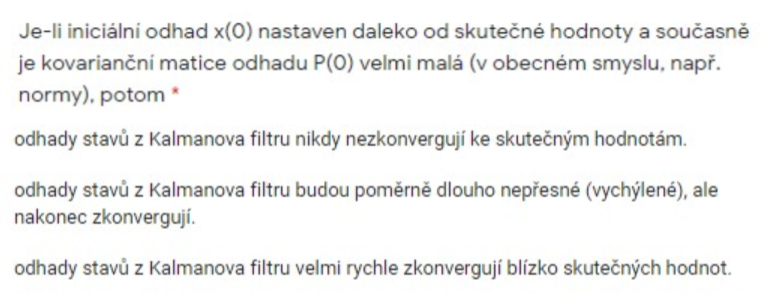 Je-li iniciální odhad x(0) nastaven daleko od skutečné hodnoty a současně
je kovarianční matice odhadu P(0) velmi malá (v obecném smyslu, např.
normy), potom *
odhady stavů z Kalmanova filtru nikdy nezkonvergují ke skutečným hodnotám.
odhady stavů z Kalmanova filtru budou poměrně dlouho nepřesné (vychýlené), ale
nakonec zkonvergují.
odhady stavů z Kalmanova filtru velmi rychle zkonvergují blízko skutečných hodnot.